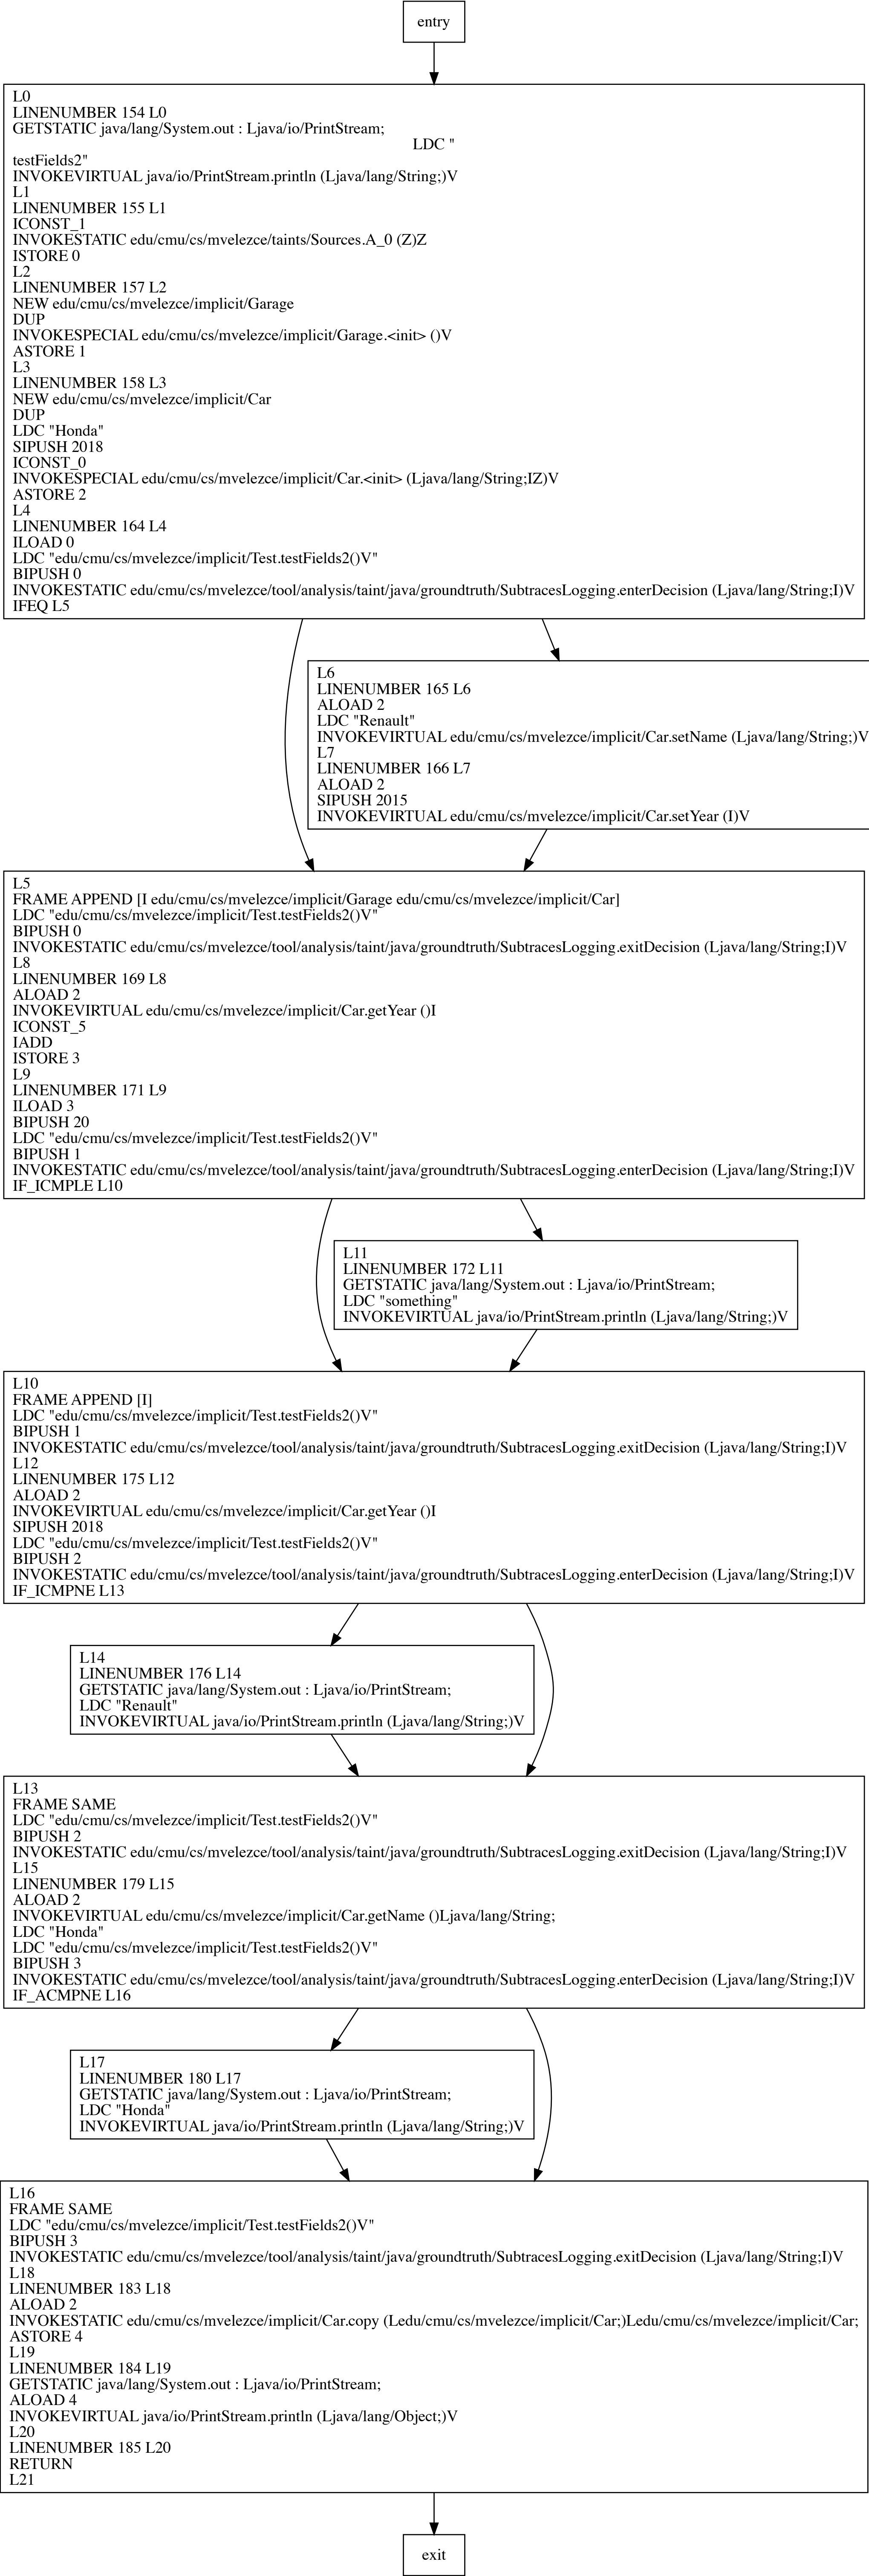 entry
L0
LINENUMBER 154 L0
GETSTATIC java/lang/System.out : Ljava/io/PrintStream;
LDC "
testFields2"
INVOKEVIRTUAL java/io/PrintStream.println (Ljava/lang/String;)V
L1
LINENUMBER 155 L1
ICONST_1
INVOKESTATIC edu/cmu/cs/mvelezce/taints/Sources.A_0 (Z)Z
ISTORE 0
L2
LINENUMBER 157 L2
NEW edu/cmu/cs/mvelezce/implicit/Garage
DUP
INVOKESPECIAL edu/cmu/cs/mvelezce/implicit/Garage.<init> ()V
ASTORE 1
L3
LINENUMBER 158 L3
NEW edu/cmu/cs/mvelezce/implicit/Car
DUP
LDC "Honda"
SIPUSH 2018
ICONST_0
INVOKESPECIAL edu/cmu/cs/mvelezce/implicit/Car.<init> (Ljava/lang/String;IZ)V
ASTORE 2
L4
LINENUMBER 164 L4
ILOAD 0
LDC "edu/cmu/cs/mvelezce/implicit/Test.testFields2()V"
BIPUSH 0
INVOKESTATIC edu/cmu/cs/mvelezce/tool/analysis/taint/java/groundtruth/SubtracesLogging.enterDecision (Ljava/lang/String;I)V
IFEQ L5
L6
LINENUMBER 165 L6
ALOAD 2
LDC "Renault"
INVOKEVIRTUAL edu/cmu/cs/mvelezce/implicit/Car.setName (Ljava/lang/String;)V
L7
LINENUMBER 166 L7
ALOAD 2
SIPUSH 2015
INVOKEVIRTUAL edu/cmu/cs/mvelezce/implicit/Car.setYear (I)V
L5
FRAME APPEND [I edu/cmu/cs/mvelezce/implicit/Garage edu/cmu/cs/mvelezce/implicit/Car]
LDC "edu/cmu/cs/mvelezce/implicit/Test.testFields2()V"
BIPUSH 0
INVOKESTATIC edu/cmu/cs/mvelezce/tool/analysis/taint/java/groundtruth/SubtracesLogging.exitDecision (Ljava/lang/String;I)V
L8
LINENUMBER 169 L8
ALOAD 2
INVOKEVIRTUAL edu/cmu/cs/mvelezce/implicit/Car.getYear ()I
ICONST_5
IADD
ISTORE 3
L9
LINENUMBER 171 L9
ILOAD 3
BIPUSH 20
LDC "edu/cmu/cs/mvelezce/implicit/Test.testFields2()V"
BIPUSH 1
INVOKESTATIC edu/cmu/cs/mvelezce/tool/analysis/taint/java/groundtruth/SubtracesLogging.enterDecision (Ljava/lang/String;I)V
IF_ICMPLE L10
L11
LINENUMBER 172 L11
GETSTATIC java/lang/System.out : Ljava/io/PrintStream;
LDC "something"
INVOKEVIRTUAL java/io/PrintStream.println (Ljava/lang/String;)V
L10
FRAME APPEND [I]
LDC "edu/cmu/cs/mvelezce/implicit/Test.testFields2()V"
BIPUSH 1
INVOKESTATIC edu/cmu/cs/mvelezce/tool/analysis/taint/java/groundtruth/SubtracesLogging.exitDecision (Ljava/lang/String;I)V
L12
LINENUMBER 175 L12
ALOAD 2
INVOKEVIRTUAL edu/cmu/cs/mvelezce/implicit/Car.getYear ()I
SIPUSH 2018
LDC "edu/cmu/cs/mvelezce/implicit/Test.testFields2()V"
BIPUSH 2
INVOKESTATIC edu/cmu/cs/mvelezce/tool/analysis/taint/java/groundtruth/SubtracesLogging.enterDecision (Ljava/lang/String;I)V
IF_ICMPNE L13
L14
LINENUMBER 176 L14
GETSTATIC java/lang/System.out : Ljava/io/PrintStream;
LDC "Renault"
INVOKEVIRTUAL java/io/PrintStream.println (Ljava/lang/String;)V
L13
FRAME SAME
LDC "edu/cmu/cs/mvelezce/implicit/Test.testFields2()V"
BIPUSH 2
INVOKESTATIC edu/cmu/cs/mvelezce/tool/analysis/taint/java/groundtruth/SubtracesLogging.exitDecision (Ljava/lang/String;I)V
L15
LINENUMBER 179 L15
ALOAD 2
INVOKEVIRTUAL edu/cmu/cs/mvelezce/implicit/Car.getName ()Ljava/lang/String;
LDC "Honda"
LDC "edu/cmu/cs/mvelezce/implicit/Test.testFields2()V"
BIPUSH 3
INVOKESTATIC edu/cmu/cs/mvelezce/tool/analysis/taint/java/groundtruth/SubtracesLogging.enterDecision (Ljava/lang/String;I)V
IF_ACMPNE L16
L17
LINENUMBER 180 L17
GETSTATIC java/lang/System.out : Ljava/io/PrintStream;
LDC "Honda"
INVOKEVIRTUAL java/io/PrintStream.println (Ljava/lang/String;)V
L16
FRAME SAME
LDC "edu/cmu/cs/mvelezce/implicit/Test.testFields2()V"
BIPUSH 3
INVOKESTATIC edu/cmu/cs/mvelezce/tool/analysis/taint/java/groundtruth/SubtracesLogging.exitDecision (Ljava/lang/String;I)V
L18
LINENUMBER 183 L18
ALOAD 2
INVOKESTATIC edu/cmu/cs/mvelezce/implicit/Car.copy (Ledu/cmu/cs/mvelezce/implicit/Car;)Ledu/cmu/cs/mvelezce/implicit/Car;
ASTORE 4
L19
LINENUMBER 184 L19
GETSTATIC java/lang/System.out : Ljava/io/PrintStream;
ALOAD 4
INVOKEVIRTUAL java/io/PrintStream.println (Ljava/lang/Object;)V
L20
LINENUMBER 185 L20
RETURN
L21
exit